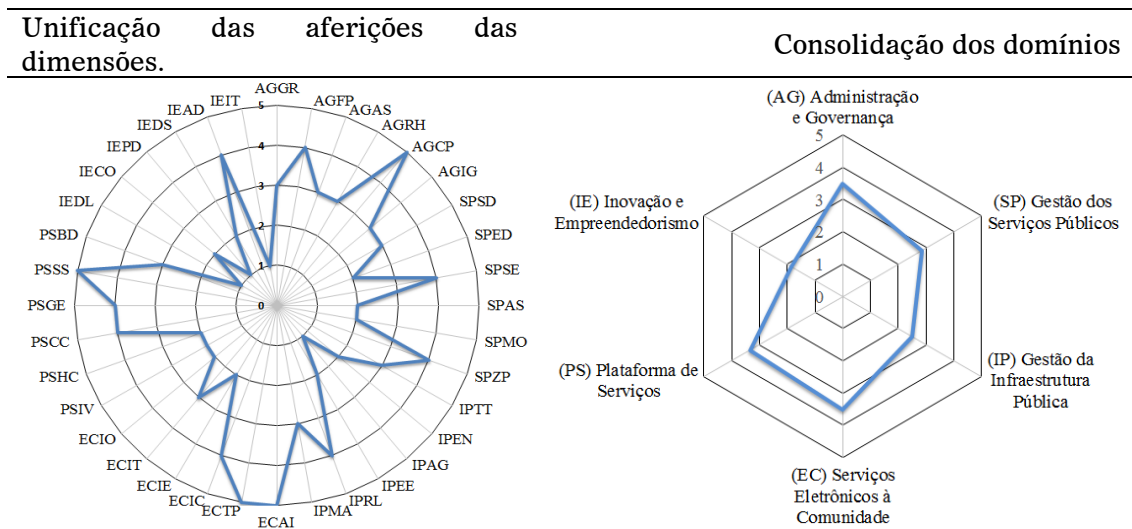 Unificação das aferições das
dimensões.
Consolidação dos domínios
AGGR
AGFP
AGAS
AGRH
AGCP
AGIG
SPSD
SPED
SPSE
SPAS
SPMO
SPZP
IPTT
IPEN
IPAG
IPEE
IPRL
IPMA
ECAI
ECTP
ECIC
ECIE
ECIT
ECIO
PSIV
PSHC
PSCC
PSGE
PSSS
PSBD
IEDL
IECO
IEPD
IEDS
IEAD
IEIT
5
4
3
2
1
0
(AG) Administração
e Governança
(SP) Gestão dos
Serviços Públicos
(IP) Gestão da
Infraestrutura
Pública
(EC) Serviços
Eletrônicos à
Comunidade
(PS) Plataforma de
Serviços
(IE) Inovação e
Empreendedorismo
5
4
3
2
1
0